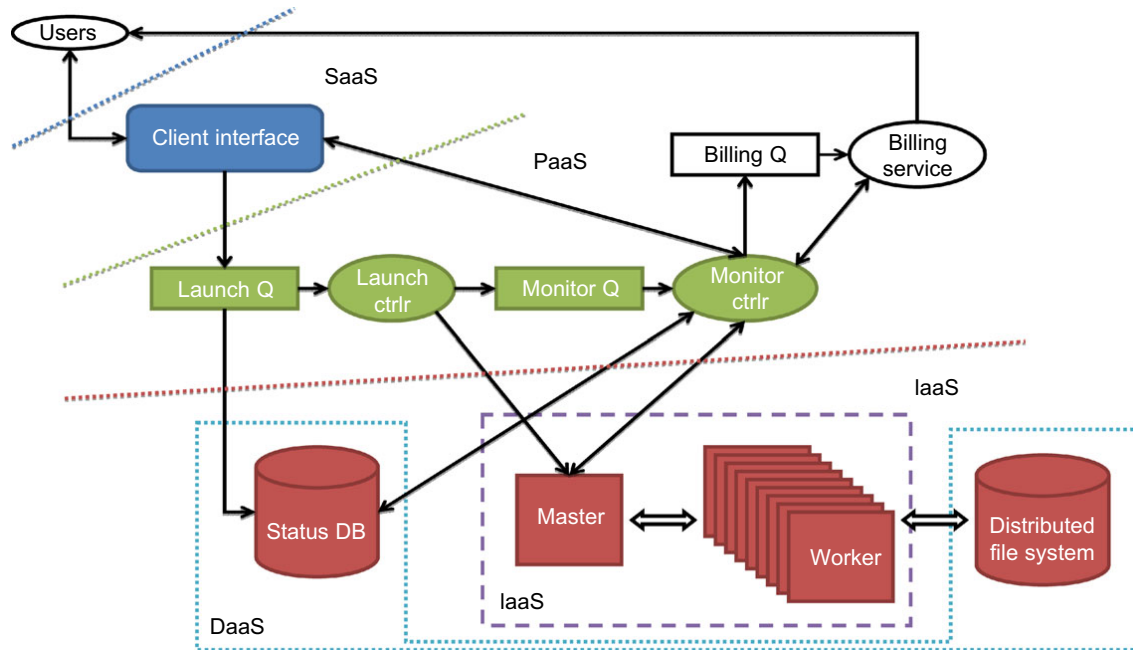 Users
SaaS
Client interface
PaaS
Billing Q
Billing
service
Launch Q
Launch
ctrlr
Monitor Q
Monitor
ctrlr
IaaS
Status DB
Master
Worker
Distributed
file system
IaaS
DaaS